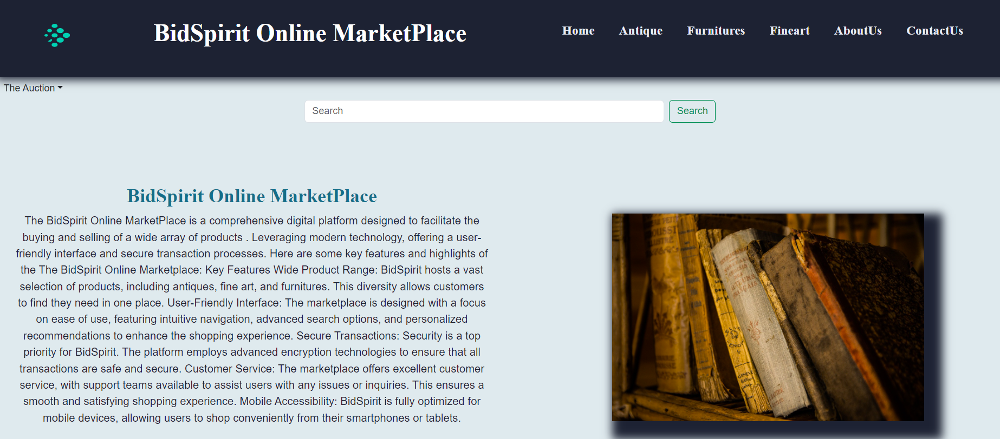 BidSpirit Online MarketPlace
Home
Antique
Furnitures
Fineart
AboutUs
ContactUs
The Auction
Search
Search
BidSpirit Online MarketPlace
The BidSpirit Online MarketPlace is a comprehensive digital platform designed to facilitate the
buying and selling of a wide array of products . Leveraging modern technology, offering a user-
friendly interface and secure transaction processes. Here are some key features and highlights of
the The BidSpirit Online Marketplace: Key Features Wide Product Range: BidSpirit hosts a vast
selection of products, including antiques, fine art, and furnitures. This diversity allows customers
to find they need in one place. User-Friendly Interface: The marketplace is designed with a focus
on ease of use, featuring intuitive navigation, advanced search options, and personalized
recommendations to enhance the shopping experience. Secure Transactions: Security is a top
priority for BidSpirit. The platform employs advanced encryption technologies to ensure that all
transactions are safe and secure. Customer Service: The marketplace offers excellent customer
service, with support teams available to assist users with any issues or inquiries. This ensures a
smooth and satisfying shopping experience. Mobile Accessibility: BidSpirit is fully optimized for
mobile devices, allowing users to shop conveniently from their smartphones or tablets.